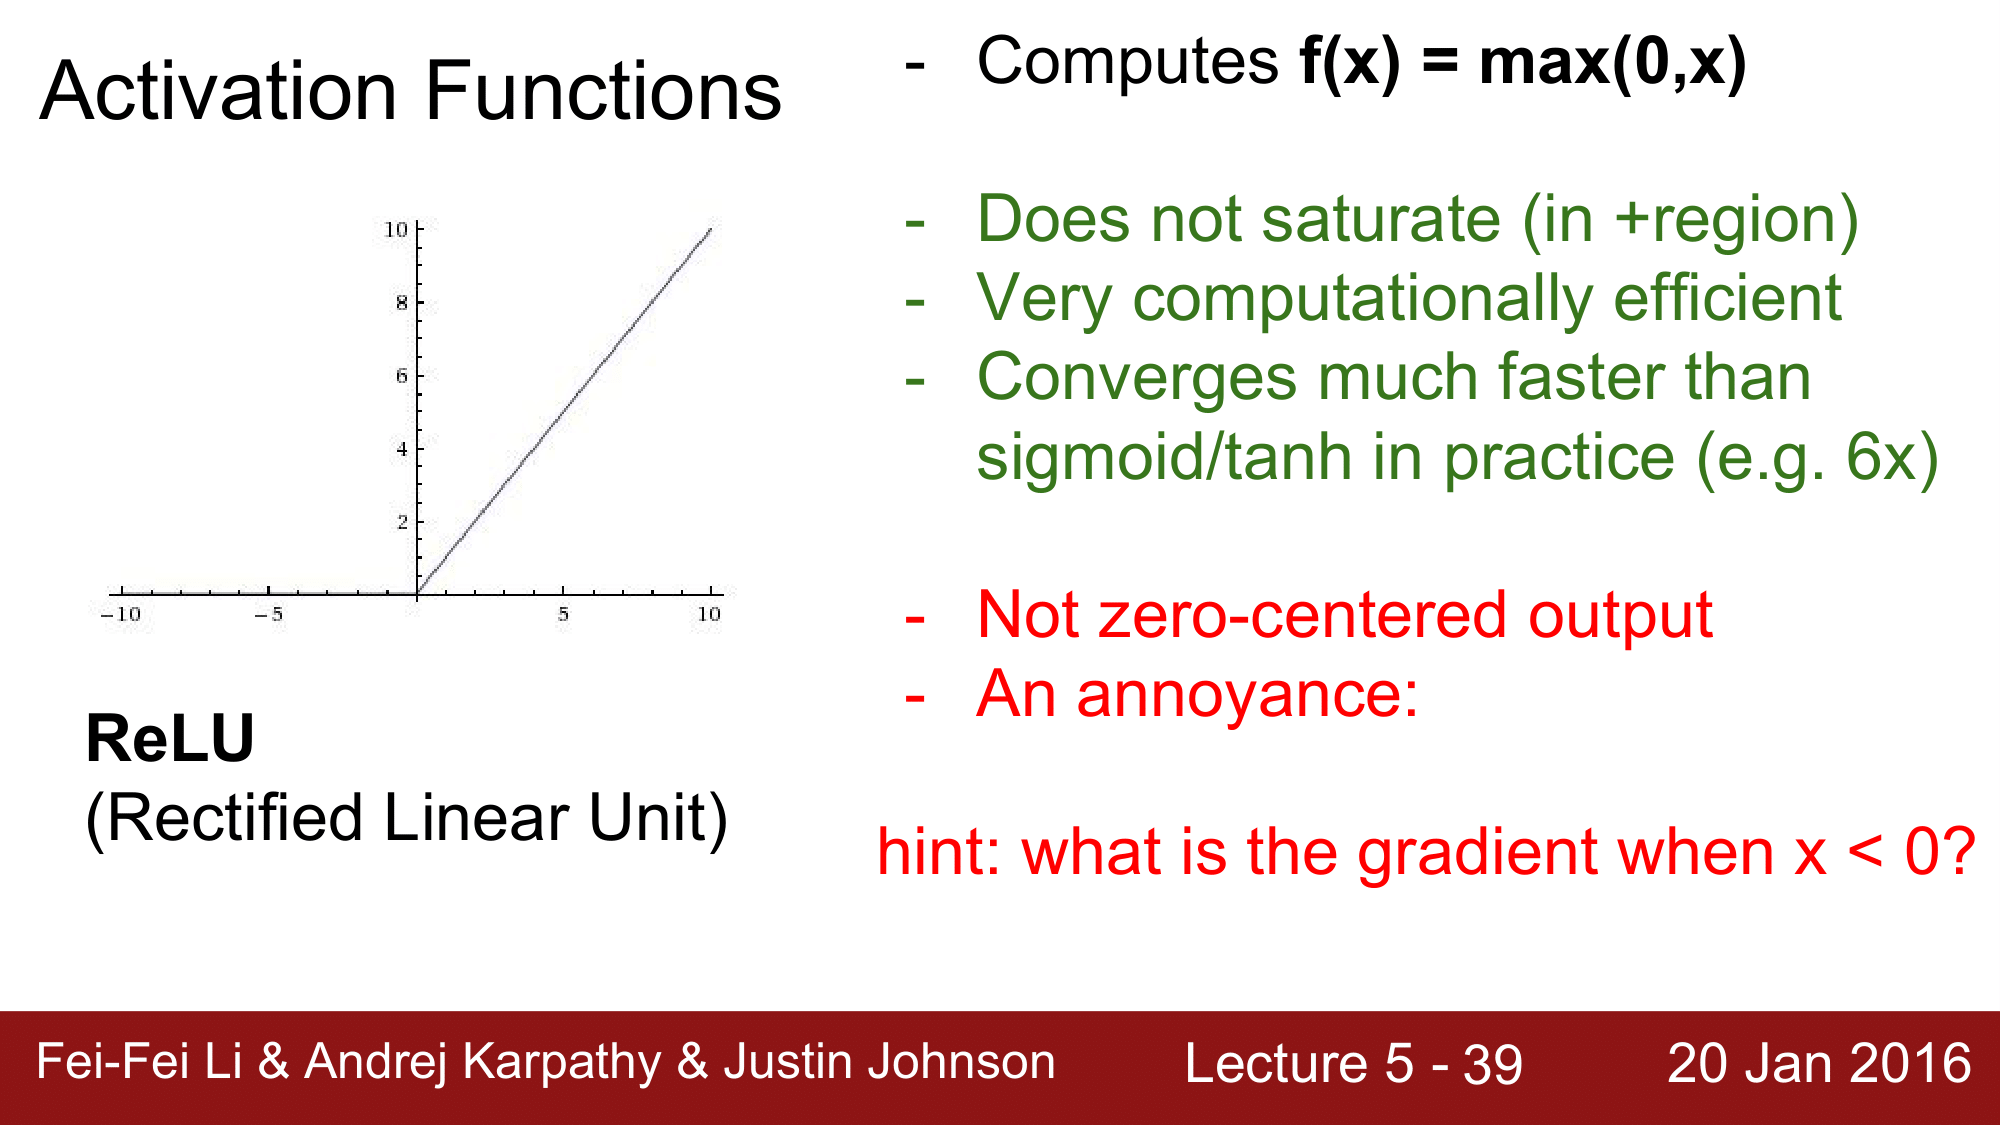 Activation Functions
- Computes f(x) = max(0,x)
- Does not saturate (in +region)
- Very computationally efficient
- Converges much faster than
sigmoid/tanh in practice (e.g. 6x)
- Not zero-centered output
- An annoyance:
hint: what is the gradient when x < 0?
10
8
6
4
2
−10 −5 5 10
ReLU
(Rectified Linear Unit)
Fei-Fei Li & Andrej Karpathy & Justin Johnson Lecture 5 - 39 20 Jan 2016